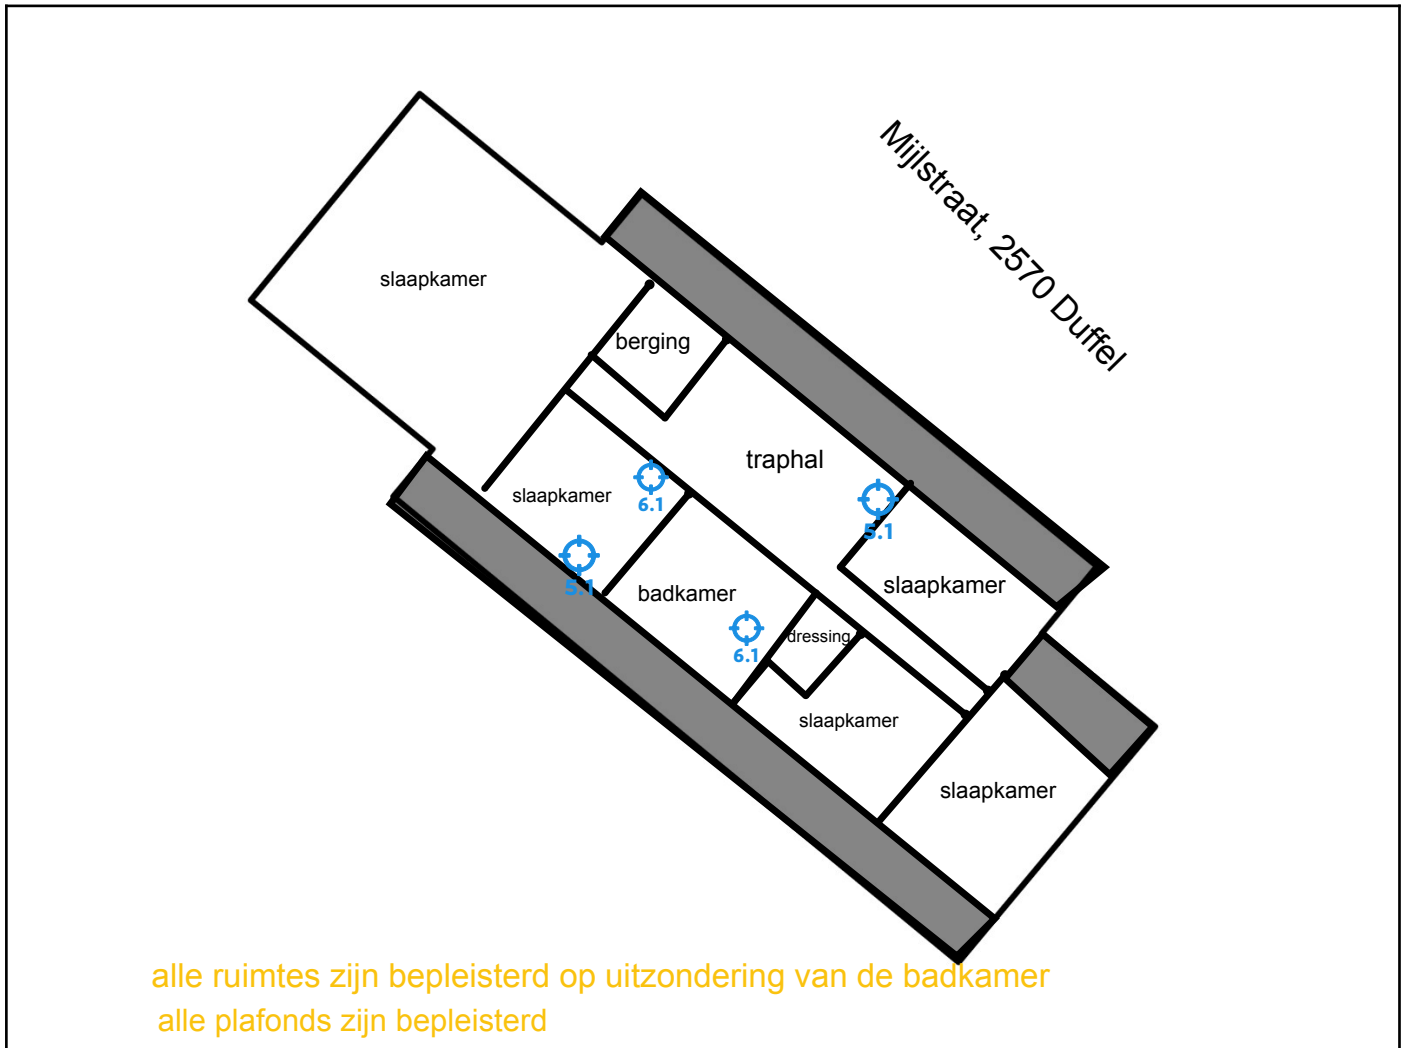 Mijlstraat, 2570 Duffel
slaapkamer
berging
traphal
slaapkamer
6.1
5.1
5.1
slaapkamer
badkamer
6.1
dressing
slaapkamer
slaapkamer
alle ruimtes zijn bepleisterd op uitzondering van de badkamer
alle plafonds zijn bepleisterd